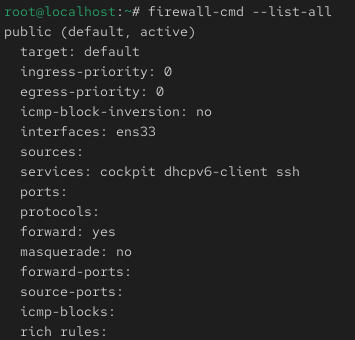 root@localhost:~# firewall-cmd --list-all
public (default, active)
  target: default
  ingress-priority: 0
  egress-priority: 0
  icmp-block-inversion: no
  interfaces: ens33
  sources:
  services: cockpit dhcpv6-client ssh
  ports:
  protocols:
  forward: yes
  masquerade: no
  forward-ports:
  source-ports:
  icmp-blocks:
  rich rules: